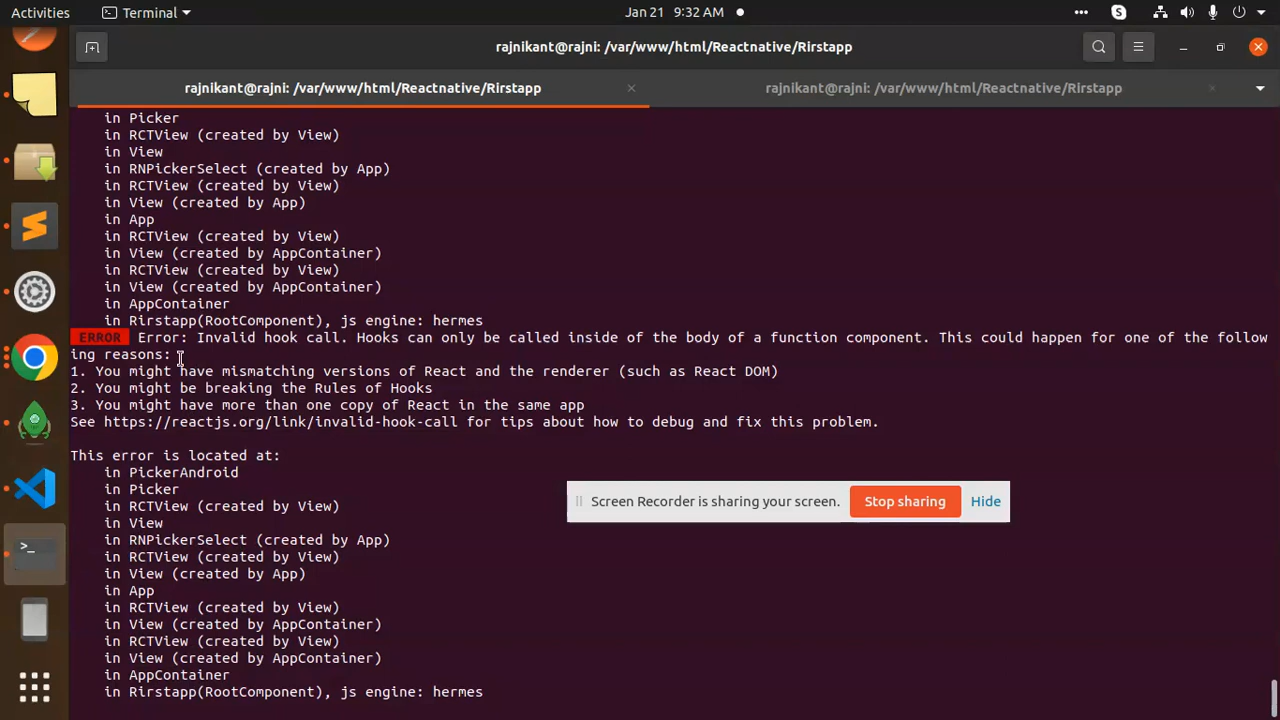 Activities
Terminal
Jan 21 9:32 AM
rajnikant@rajni: /var/www/html/Reactnative/Rirstapp
rajnikant@rajni: /var/www/html/Reactnative/Rirstapp
rajnikant@rajni: /var/www/html/Reactnative/Rirstapp
in Picker
in RCTView (created by View)
in View
in RNPickerSelect (created by App)
in RCTView (created by View)
in View (created by App)
in App
in RCTView (created by View)
in View (created by AppContainer)
in RCTView (created by View)
in View (created by AppContainer)
in AppContainer
in Rirstapp(RootComponent), js engine: hermes
ERROR Error: Invalid hook call. Hooks can only be called inside of the body of a function component. This could happen for one of the follow
ing reasons:
1. You might have mismatching versions of React and the renderer (such as React DOM)
2. You might be breaking the Rules of Hooks
3. You might have more than one copy of React in the same app
See https://reactjs.org/link/invalid-hook-call for tips about how to debug and fix this problem.
This error is located at:
in PickerAndroid
in Picker
in RCTView (created by View)
in View
in RNPickerSelect (created by App)
in RCTView (created by View)
in View (created by App)
in App
in RCTView (created by View)
in View (created by AppContainer)
in RCTView (created by View)
in View (created by AppContainer)
in AppContainer
in Rirstapp(RootComponent), js engine: hermes
Screen Recorder is sharing your screen.
Stop sharing
Hide